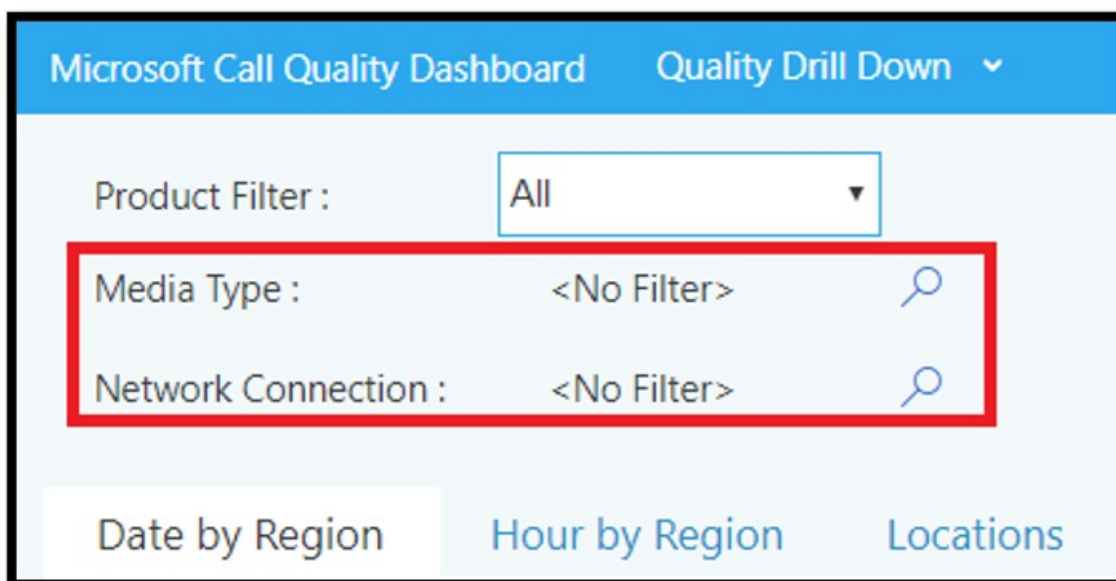 Microsoft Call Quality Dashboard Quality Drill Down
Product Filter : All
Media Type : <No Filter>
Network Connection : <No Filter>
Date by Region Hour by Region Locations